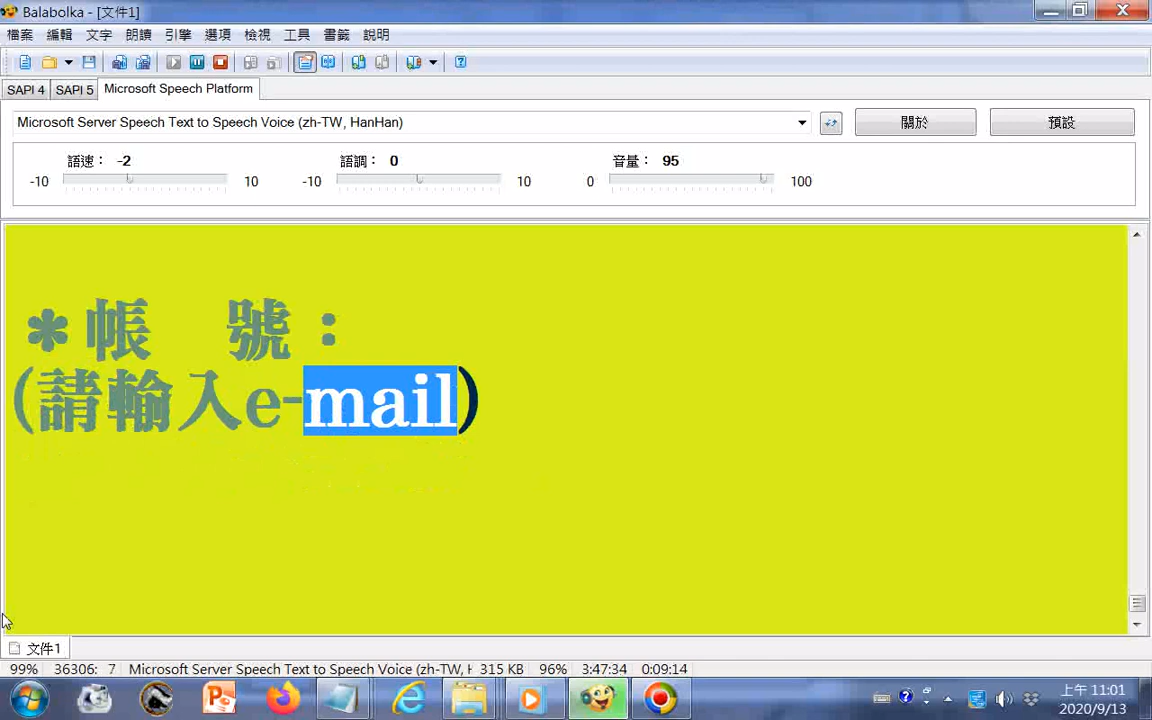 Balabolka - [文件1]
檔案 編輯 文字 朗讀 引擎 選項 檢視 工具 書籤 說明
SAPI 4 SAPI 5 Microsoft Speech Platform
Microsoft Server Speech Text to Speech Voice (zh-TW, HanHan) 關於 預設
語速： -2 語調： 0 音量： 95
-10 10 -10 10 0 100
*帳 號：
(請輸入e-mail)
文件1
99% 36306: 7 Microsoft Server Speech Text to Speech Voice (zh-TW, H 315 KB 96% 3:47:34 0:09:14
上午 11:01
2020/9/13